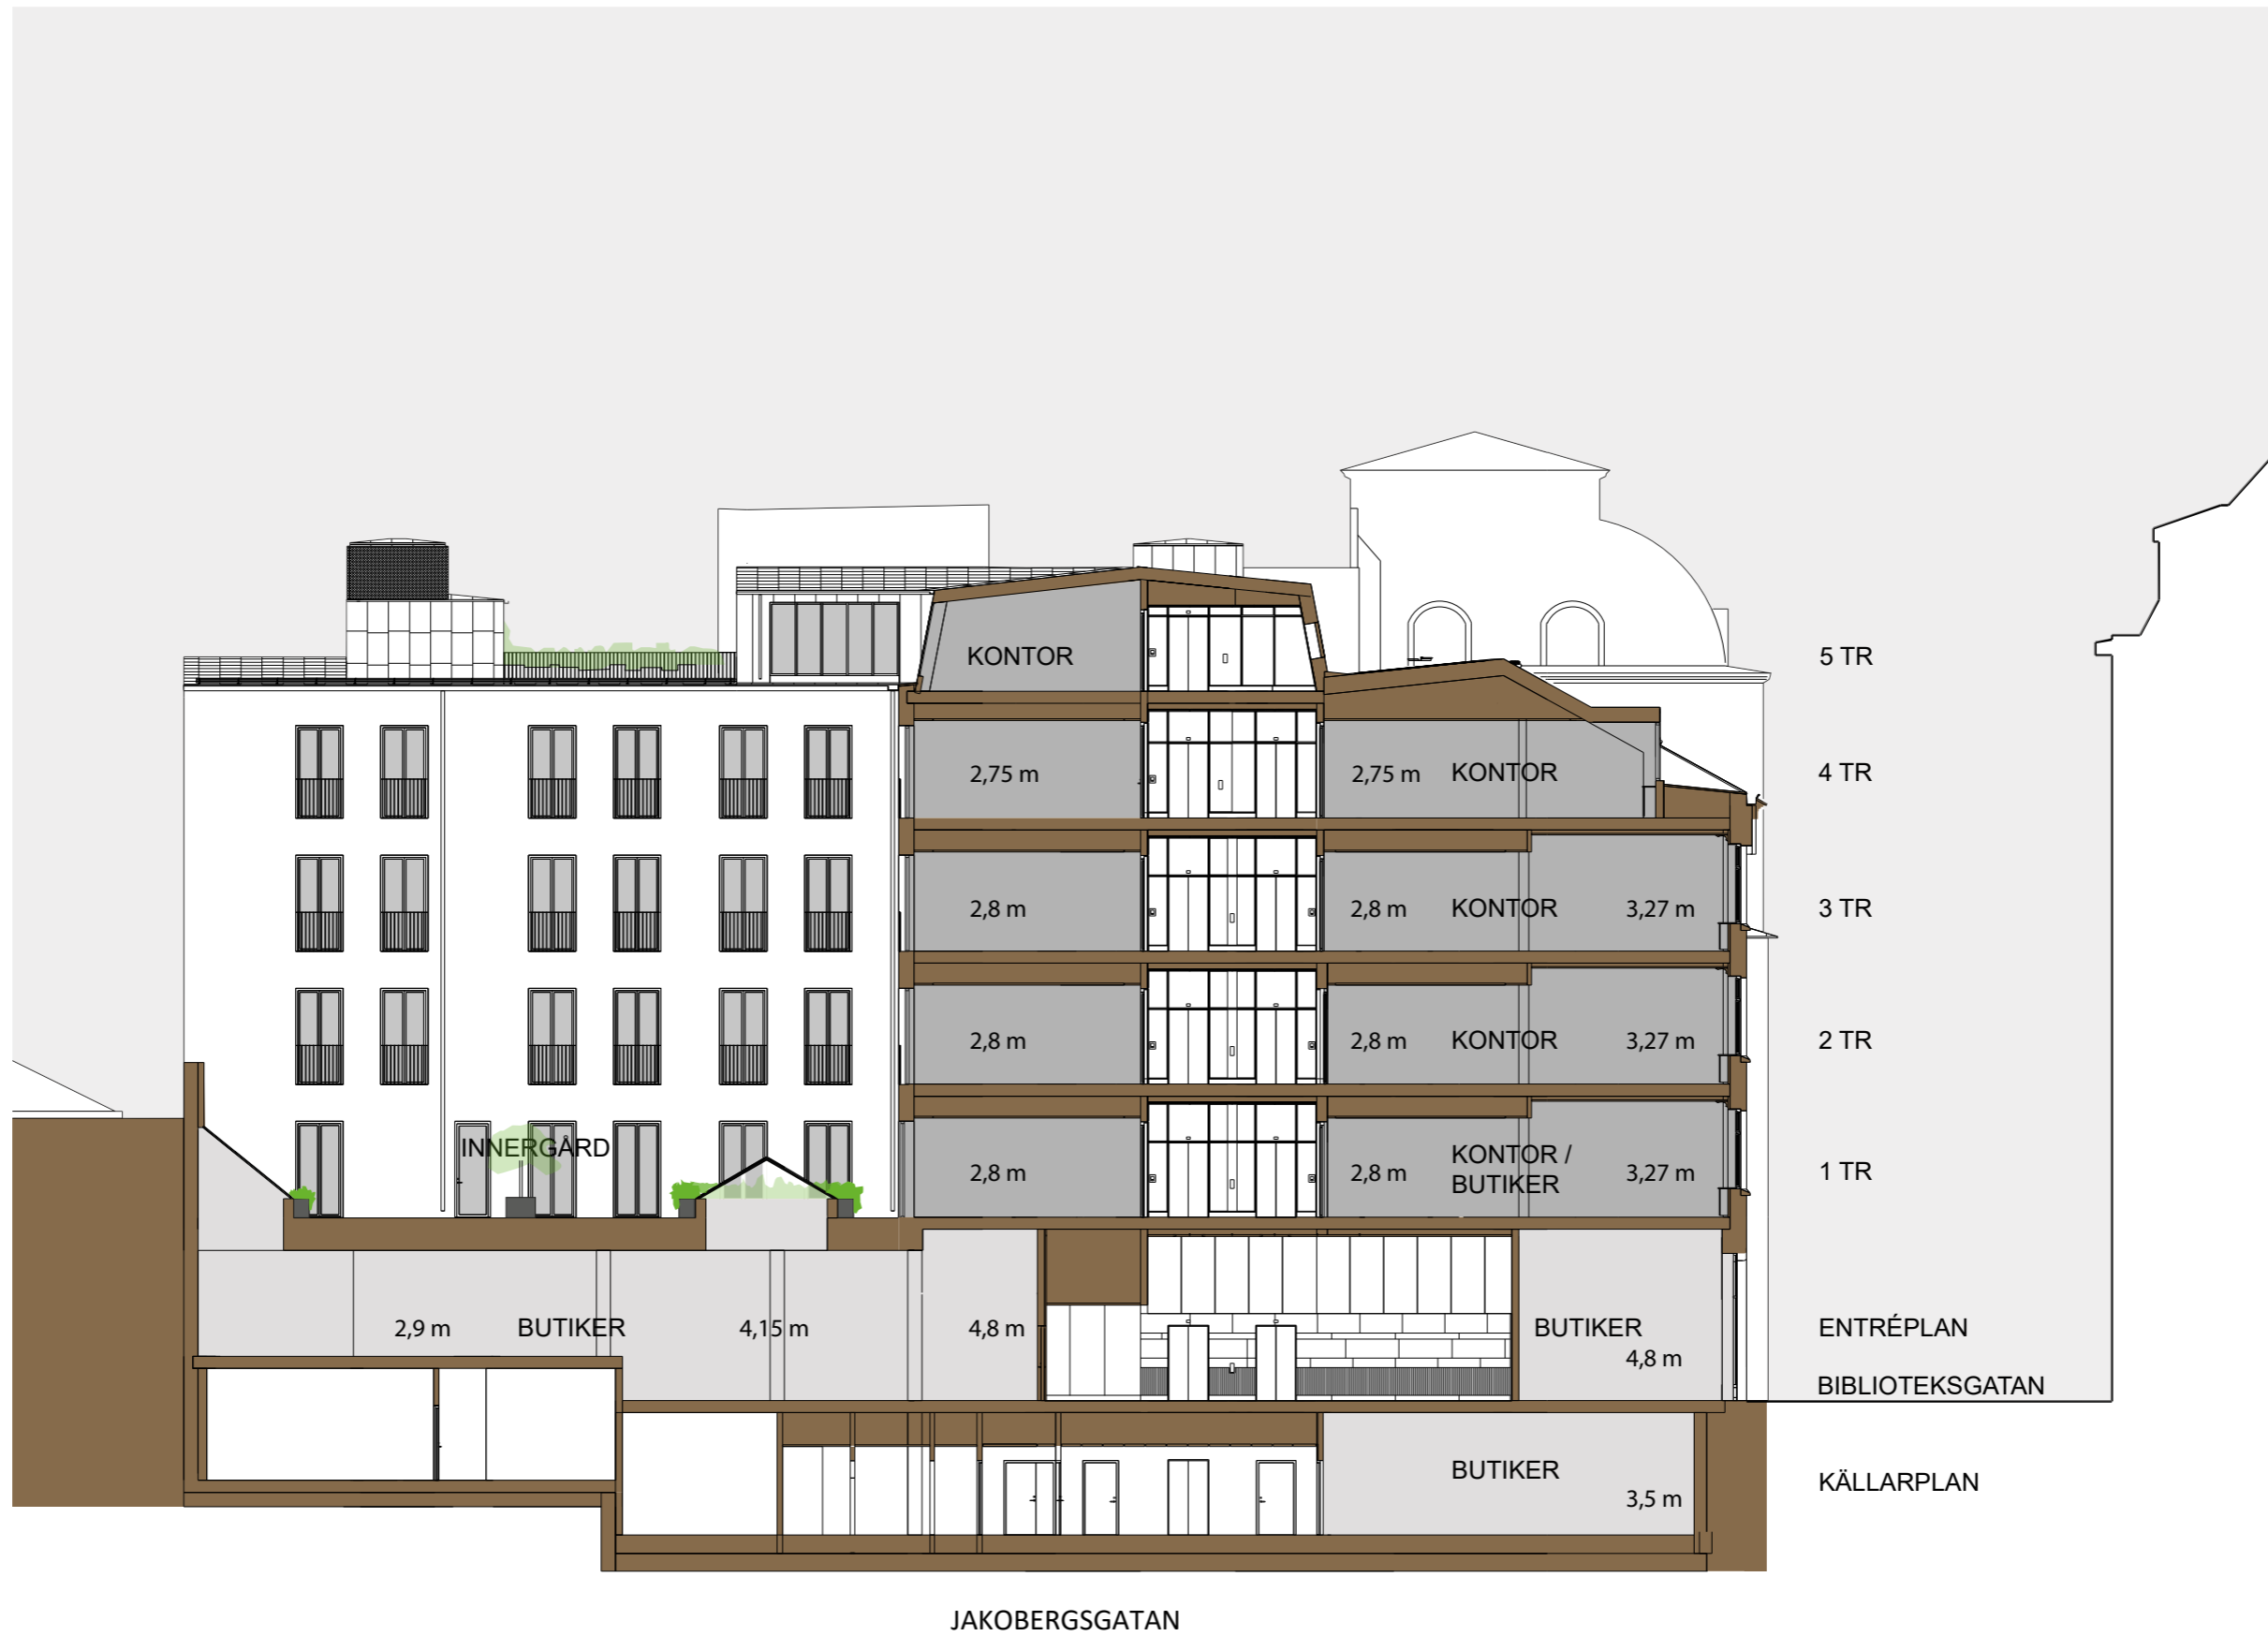 KONTOR
5 TR
2,75 m
2,75 m KONTOR
4 TR
2,8 m
2,8 m KONTOR 3,27 m
3 TR
2,8 m
2,8 m KONTOR 3,27 m
2 TR
INNERGÅRD
2,8 m
2,8 m
KONTOR /
BUTIKER
3,27 m
1 TR
2,9 m
BUTIKER
4,15 m
4,8 m
BUTIKER
4,8 m
ENTRÉPLAN
BIBLIOTEKSGATAN
BUTIKER
3,5 m
KÄLLARPLAN
JAKOBERGSGATAN